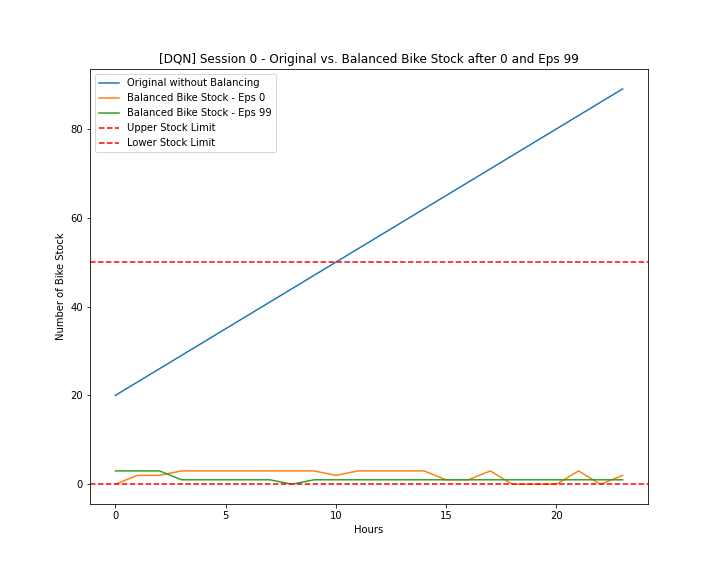 [DQN] Session 0 - Original vs. Balanced Bike Stock after 0 and Eps 99
Original without Balancing
Balanced Bike Stock - Eps 0
Balanced Bike Stock - Eps 99
Upper Stock Limit
Lower Stock Limit
Number of Bike Stock
80
60
40
20
0
0 5 10 15 20
Hours